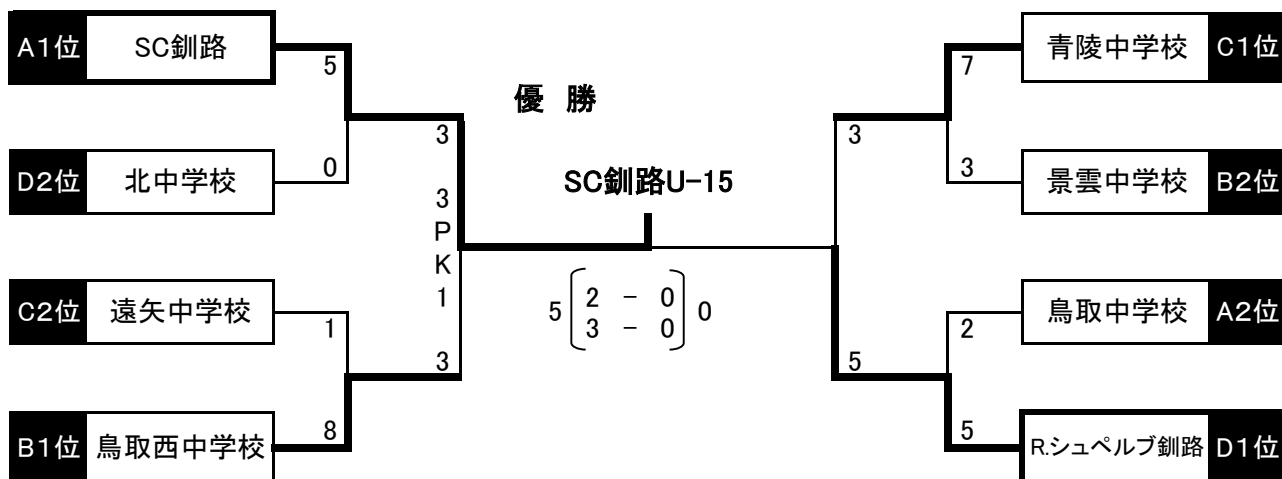 A1位 SC釧路
5
D2位 北中学校
0
C2位 遠矢中学校
1
B1位 鳥取西中学校
8
3
3
P
K
1
3
優 勝
SC釧路U-15
5 2 - 0 0
3 - 0
3
5
青陵中学校 C1位
7
景雲中学校 B2位
3
鳥取中学校 A2位
2
R.シュペルブ釧路 D1位
5